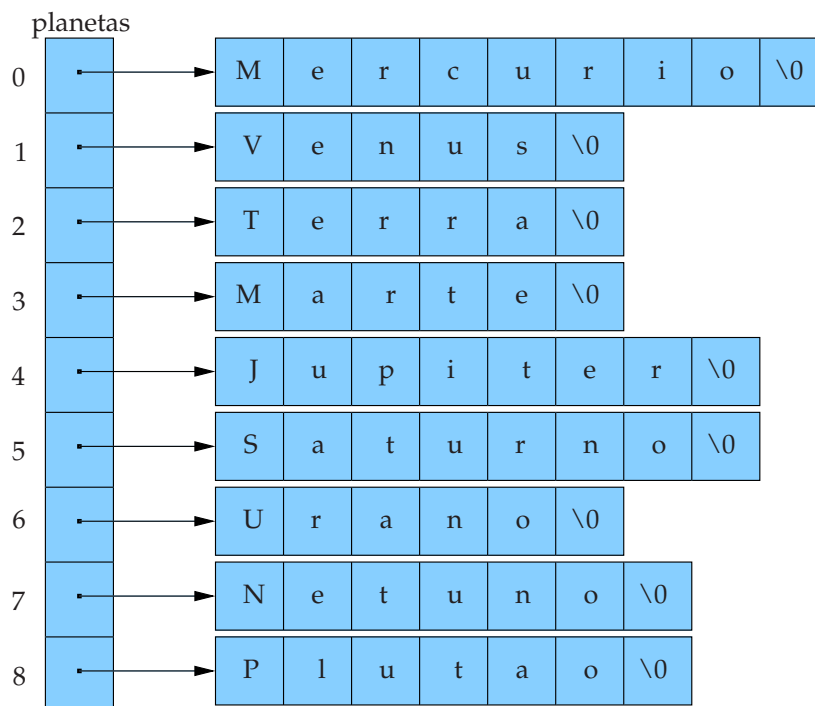 planetas
0 M e r c u r i o \0
1 V e n u s \0
2 T e r r a \0
3 M a r t e \0
4 J u p i t e r \0
5 S a t u r n o \0
6 U r a n o \0
7 N e t u n o \0
8 P l u t a o \0